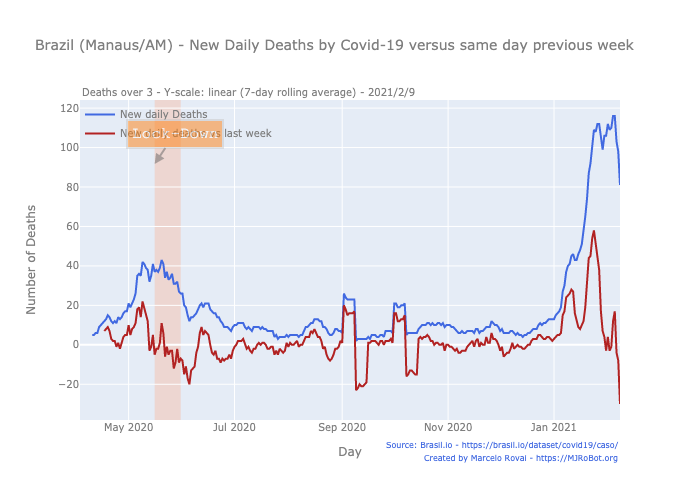 Brazil (Manaus/AM) - New Daily Deaths by Covid-19 versus same day previous week
Deaths over 3 - Y-scale: linear (7-day rolling average) - 2021/2/9
New daily Deaths
New daily deaths vs last week
Lock-Down
120
100
80
60
40
20
0
−20
Number of Deaths
May 2020
Jul 2020
Sep 2020
Nov 2020
Jan 2021
Day
Source: Brasil.io - https://brasil.io/dataset/covid19/caso/
Created by Marcelo Rovai - https://MJRoBot.org